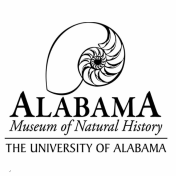 ALABAMA
Museum of Natural History
THE UNIVERSITY OF ALABAMA